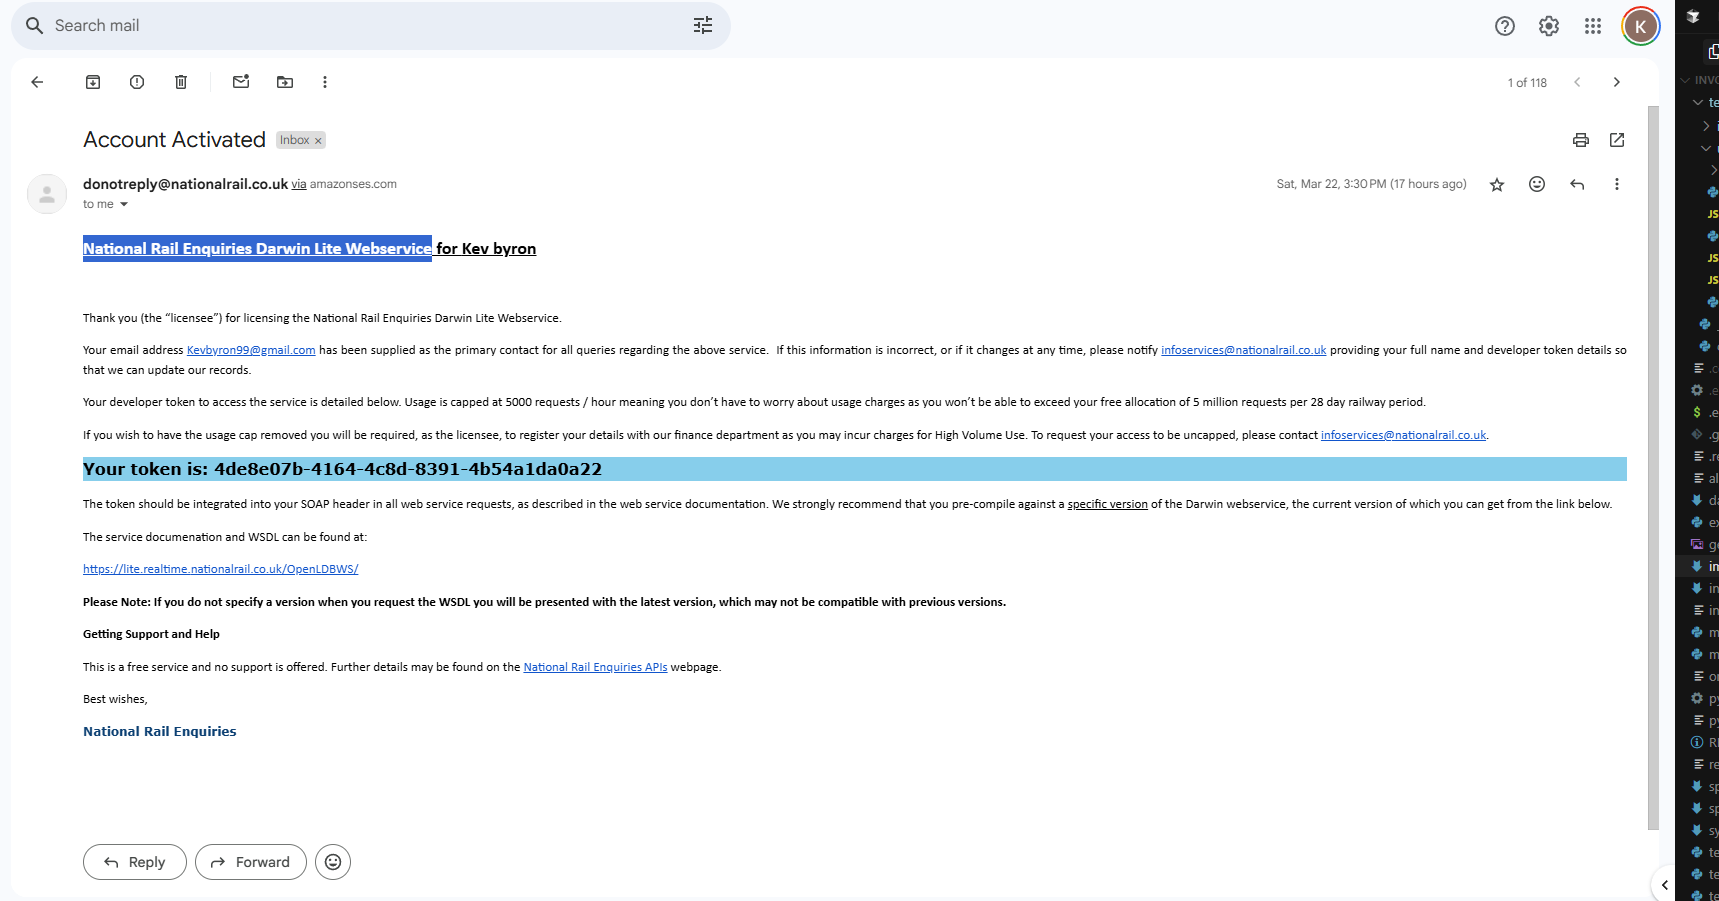 Search mail
K
1 of 118
Account Activated Inbox ×
donotreply@nationalrail.co.uk via amazonses.com
Sat, Mar 22, 3:30 PM (17 hours ago)
to me
National Rail Enquiries Darwin Lite Webservice for Kev byron
Thank you (the “licensee”) for licensing the National Rail Enquiries Darwin Lite Webservice.
Your email address Kevbyron99@gmail.com has been supplied as the primary contact for all queries regarding the above service. If this information is incorrect, or if it changes at any time, please notify infoservices@nationalrail.co.uk providing your full name and developer token details so
that we can update our records.
Your developer token to access the service is detailed below. Usage is capped at 5000 requests / hour meaning you don’t have to worry about usage charges as you won’t be able to exceed your free allocation of 5 million requests per 28 day railway period.
If you wish to have the usage cap removed you will be required, as the licensee, to register your details with our finance department as you may incur charges for High Volume Use. To request your access to be uncapped, please contact infoservices@nationalrail.co.uk.
Your token is: 4de8e07b-4164-4c8d-8391-4b54a1da0a22
The token should be integrated into your SOAP header in all web service requests, as described in the web service documentation. We strongly recommend that you pre-compile against a specific version of the Darwin webservice, the current version of which you can get from the link below.
The service documenation and WSDL can be found at:
https://lite.realtime.nationalrail.co.uk/OpenLDBWS/
Please Note: If you do not specify a version when you request the WSDL you will be presented with the latest version, which may not be compatible with previous versions.
Getting Support and Help
This is a free service and no support is offered. Further details may be found on the National Rail Enquiries APIs webpage.
Best wishes,
National Rail Enquiries
Reply
Forward